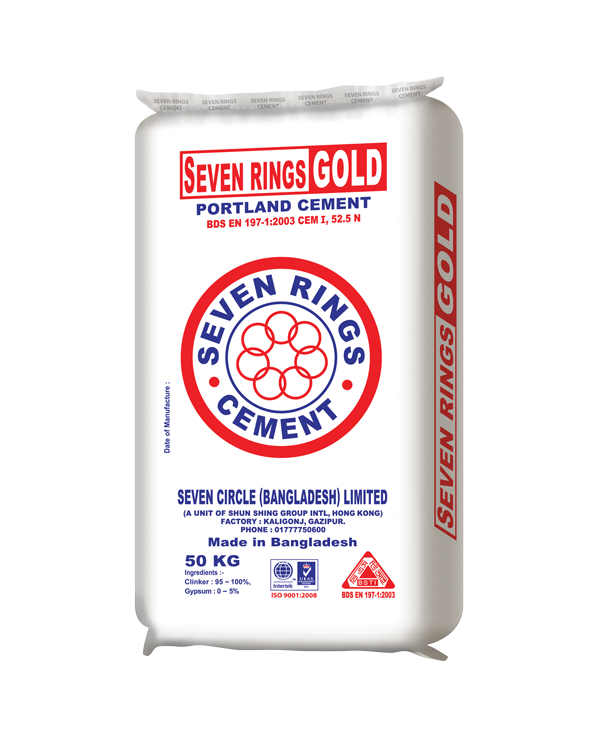 SEVEN RINGS CEMENT SEVEN RINGS CEMENT SEVEN RINGS CEMENT SEVEN RINGS CEMENT SEVEN RINGS CEMENT SEVEN RINGS CEMENT
SEVEN RINGS GOLD
PORTLAND CEMENT
BDS EN 197-1:2003 CEM I, 52.5 N
SEVEN RINGS
CEMENT
Date of Manufacture :
SEVEN RINGS GOLD
SEVEN CIRCLE (BANGLADESH) LIMITED
(A UNIT OF SHUN SHING GROUP INTL, HONG KONG)
FACTORY : KALIGONJ, GAZIPUR.
PHONE : 01777750600
Made in Bangladesh
50 KG
Ingredients :-
Clinker : 95 – 100%,
Gypsum : 0 – 5%
Intertek
UKAS
ISO 9001:2008
BSTI
BDS EN 197-1:2003